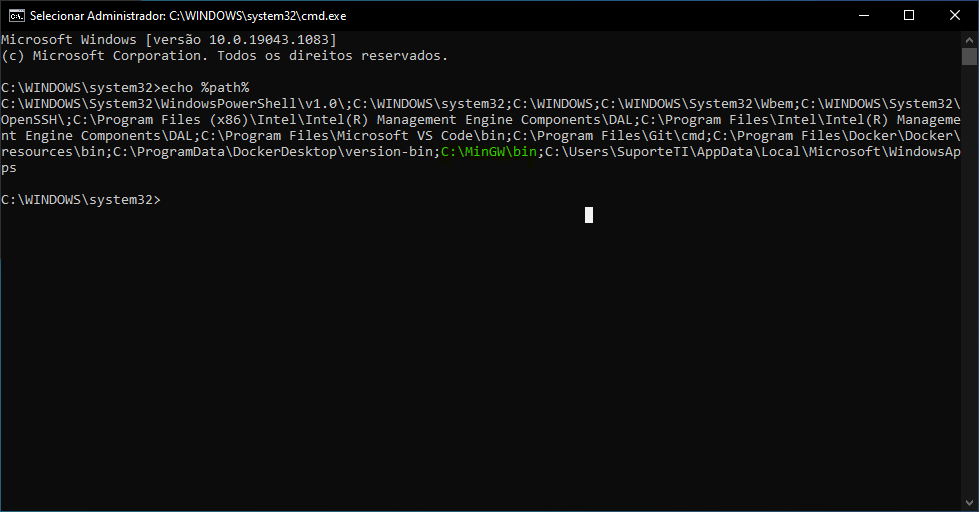 Selecionar Administrador: C:\WINDOWS\system32\cmd.exe
Microsoft Windows [versão 10.0.19043.1083]
(c) Microsoft Corporation. Todos os direitos reservados.
C:\WINDOWS\system32>echo %path%
C:\WINDOWS\System32\WindowsPowerShell\v1.0\;C:\WINDOWS\system32;C:\WINDOWS;C:\WINDOWS\System32\Wbem;C:\WINDOWS\System32\
OpenSSH\;C:\Program Files (x86)\Intel\Intel(R) Management Engine Components\DAL;C:\Program Files\Intel\Intel(R) Manageme
nt Engine Components\DAL;C:\Program Files\Microsoft VS Code\bin;C:\Program Files\Git\cmd;C:\Program Files\Docker\Docker\
resources\bin;C:\ProgramData\DockerDesktop\version-bin;C:\MinGW\bin;C:\Users\SuporteTI\AppData\Local\Microsoft\WindowsAp
ps
C:\WINDOWS\system32>